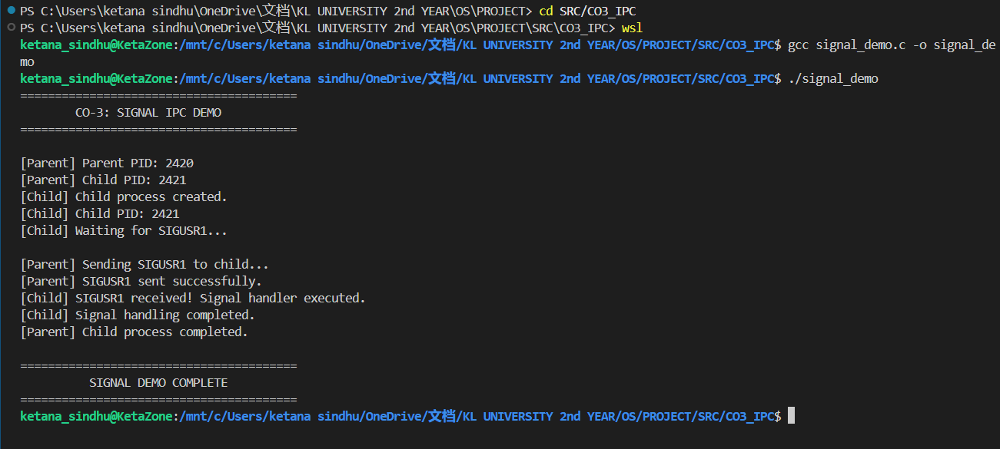 PS C:\Users\ketana sindhu\OneDrive\文档\KL UNIVERSITY 2nd YEAR\OS\PROJECT> cd SRC/CO3_IPC
PS C:\Users\ketana sindhu\OneDrive\文档\KL UNIVERSITY 2nd YEAR\OS\PROJECT\SRC\CO3_IPC> wsl
ketana_sindhu@KetaZone:/mnt/c/Users/ketana sindhu/OneDrive/文档/KL UNIVERSITY 2nd YEAR/OS/PROJECT/SRC/CO3_IPC$ gcc signal_demo.c -o signal_de
mo
ketana_sindhu@KetaZone:/mnt/c/Users/ketana sindhu/OneDrive/文档/KL UNIVERSITY 2nd YEAR/OS/PROJECT/SRC/CO3_IPC$ ./signal_demo
========================================
        CO-3: SIGNAL IPC DEMO
========================================

[Parent] Parent PID: 2420
[Parent] Child PID: 2421
[Child] Child process created.
[Child] Child PID: 2421
[Child] Waiting for SIGUSR1...

[Parent] Sending SIGUSR1 to child...
[Parent] SIGUSR1 sent successfully.
[Child] SIGUSR1 received! Signal handler executed.
[Child] Signal handling completed.
[Parent] Child process completed.

========================================
          SIGNAL DEMO COMPLETE
========================================
ketana_sindhu@KetaZone:/mnt/c/Users/ketana sindhu/OneDrive/文档/KL UNIVERSITY 2nd YEAR/OS/PROJECT/SRC/CO3_IPC$